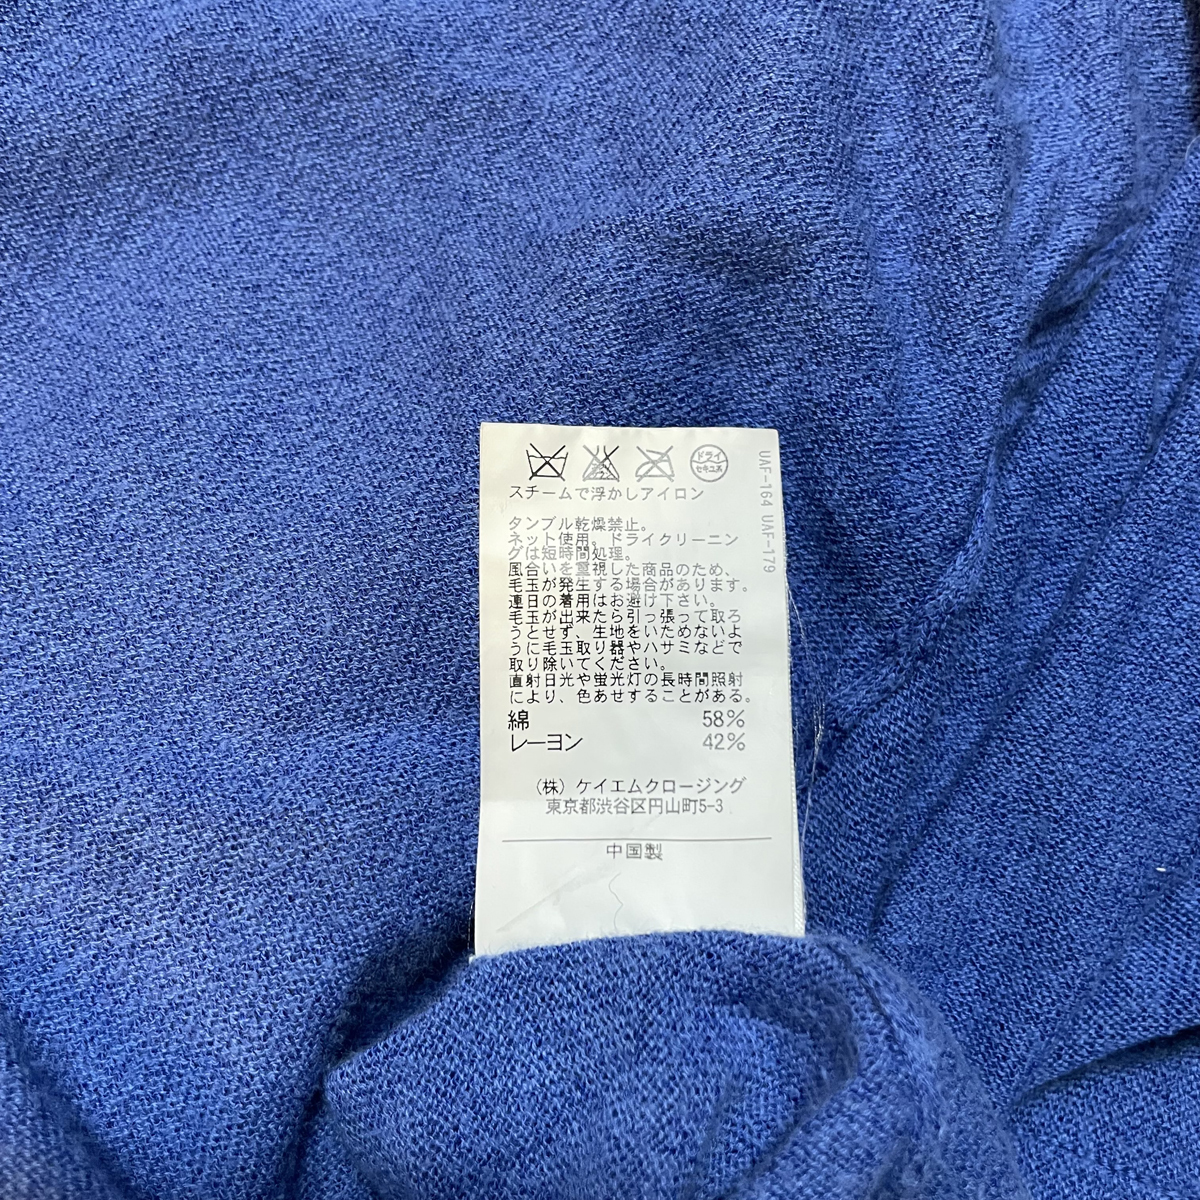 ドライ
セキユ系
スチームで浮かしアイロン
タンブル乾燥禁止。
ネット使用。ドライクリーニン
グは短時間処理。
風合いを重視した商品のため、
毛玉が発生する場合があります。
連日の着用はお避け下さい。
毛玉が出来たら引っ張って取ろ
うとせず、生地をいためないよ
うに毛玉取り器やハサミなどで
取り除いてください。
直射日光や蛍光灯の長時間照射
により、色あせすることがある。
綿 58%
レーヨン 42%
(株) ケイエムクロージング
東京都渋谷区円山町5-3
中国製
UAF-164 UAF-179